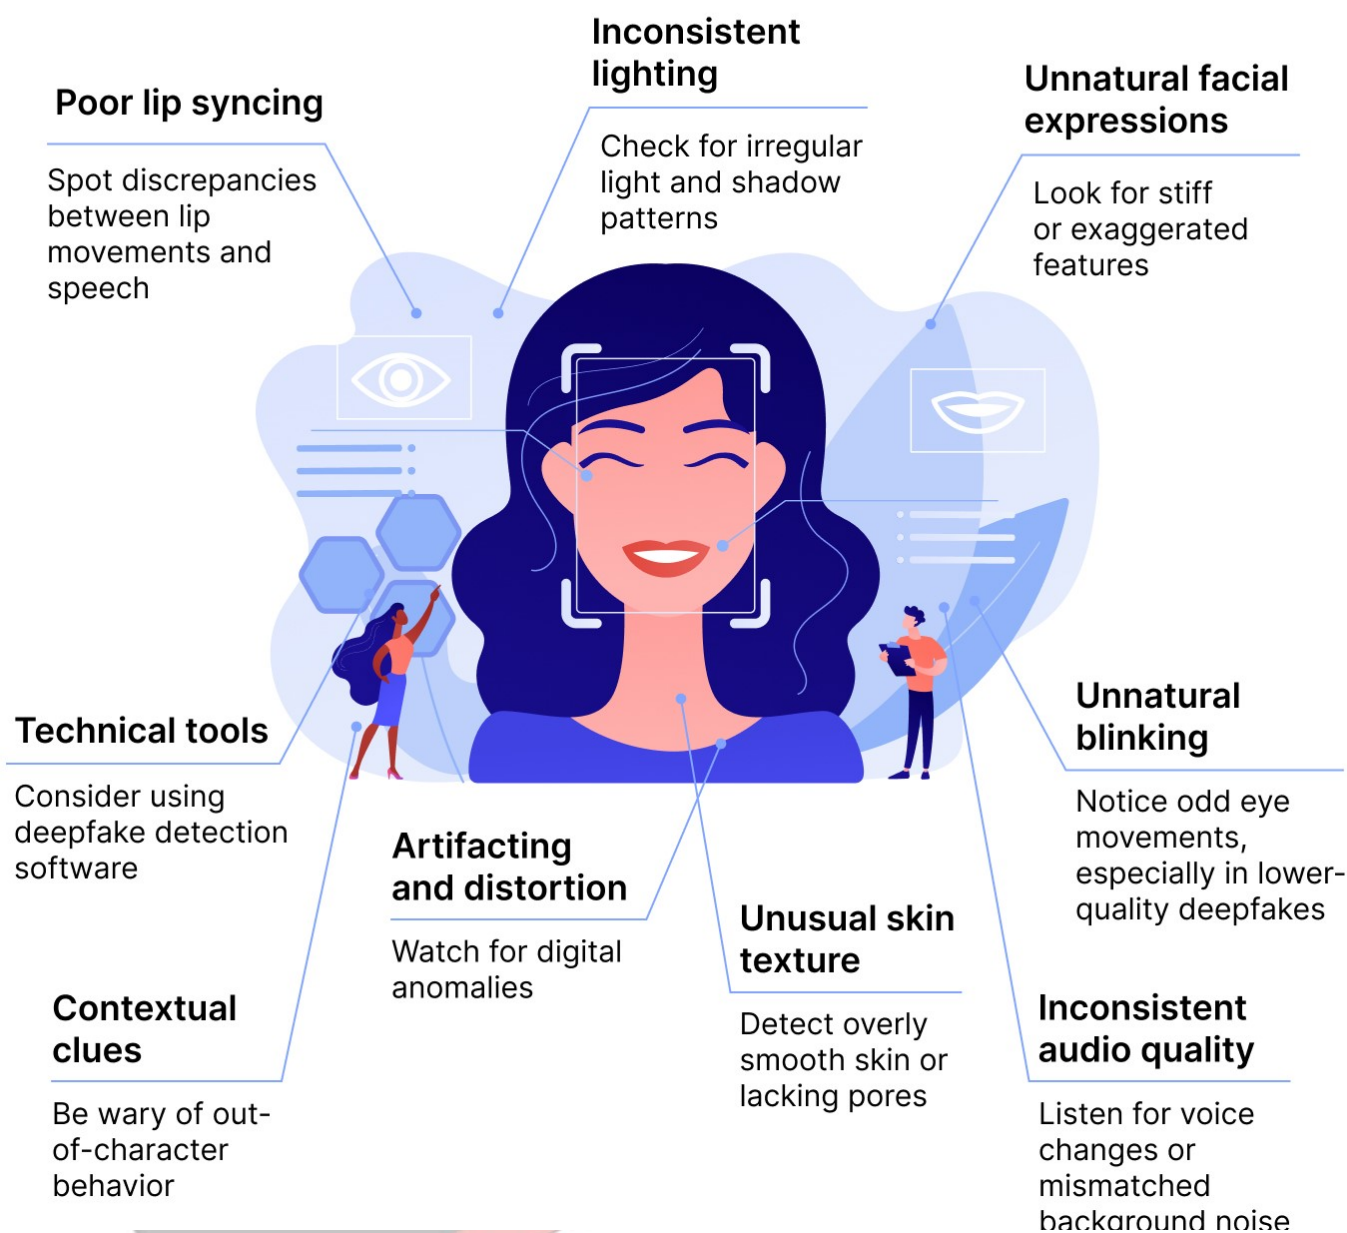 Poor lip syncing
Spot discrepancies
between lip
movements and
speech
Inconsistent
lighting
Check for irregular
light and shadow
patterns
Unnatural facial
expressions
Look for stiff
or exaggerated
features
Technical tools
Consider using
deepfake detection
software
Contextual
clues
Be wary of out-
of-character
behavior
Artifacting
and distortion
Watch for digital
anomalies
Unusual skin
texture
Detect overly
smooth skin or
lacking pores
Unnatural
blinking
Notice odd eye
movements,
especially in lower-
quality deepfakes
Inconsistent
audio quality
Listen for voice
changes or
mismatched
background noise